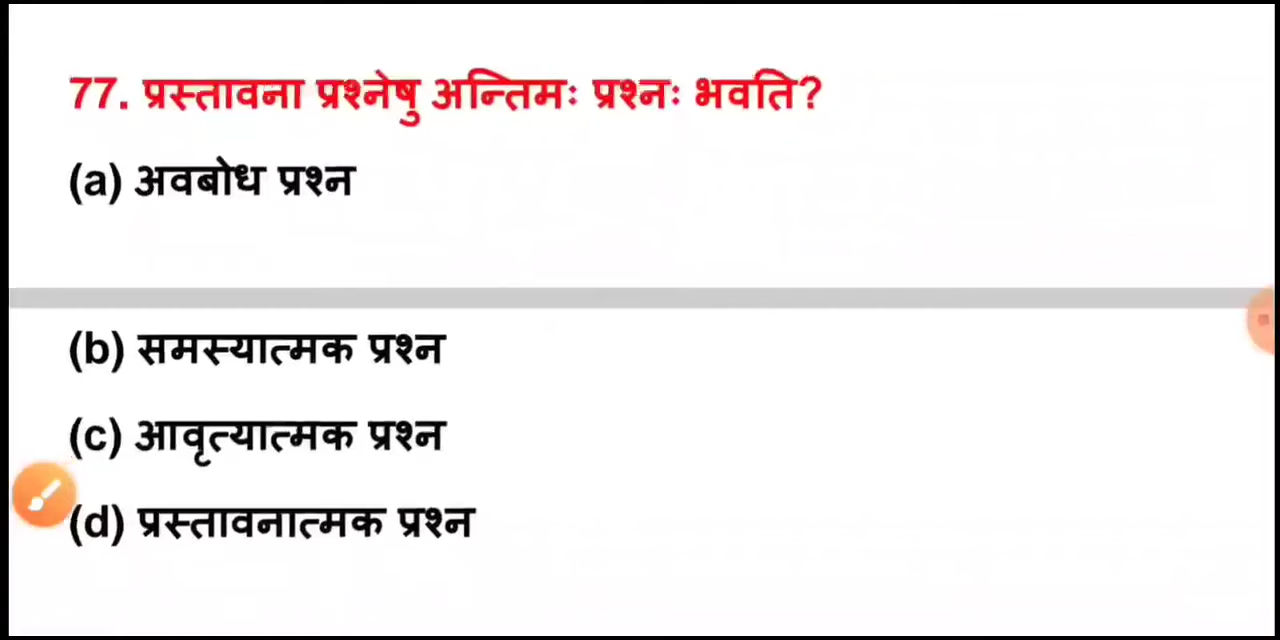 77. प्रस्तावना प्रश्नेषु अन्तिमः प्रश्नः भवति?
(a) अवबोध प्रश्न
(b) समस्यात्मक प्रश्न
(c) आवृत्यात्मक प्रश्न
(d) प्रस्तावनात्मक प्रश्न